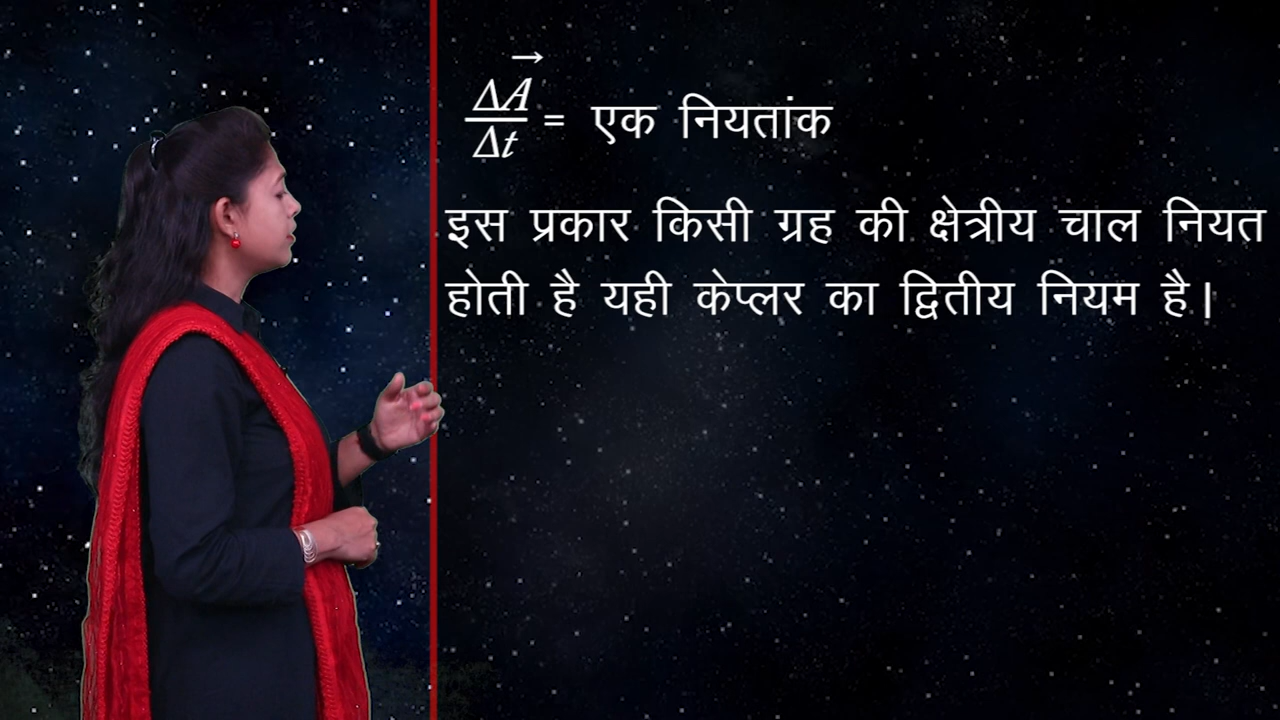 ΔA⃗/Δt = एक नियतांक
इस प्रकार किसी ग्रह की क्षेत्रीय चाल नियत
होती है यही केप्लर का द्वितीय नियम है।